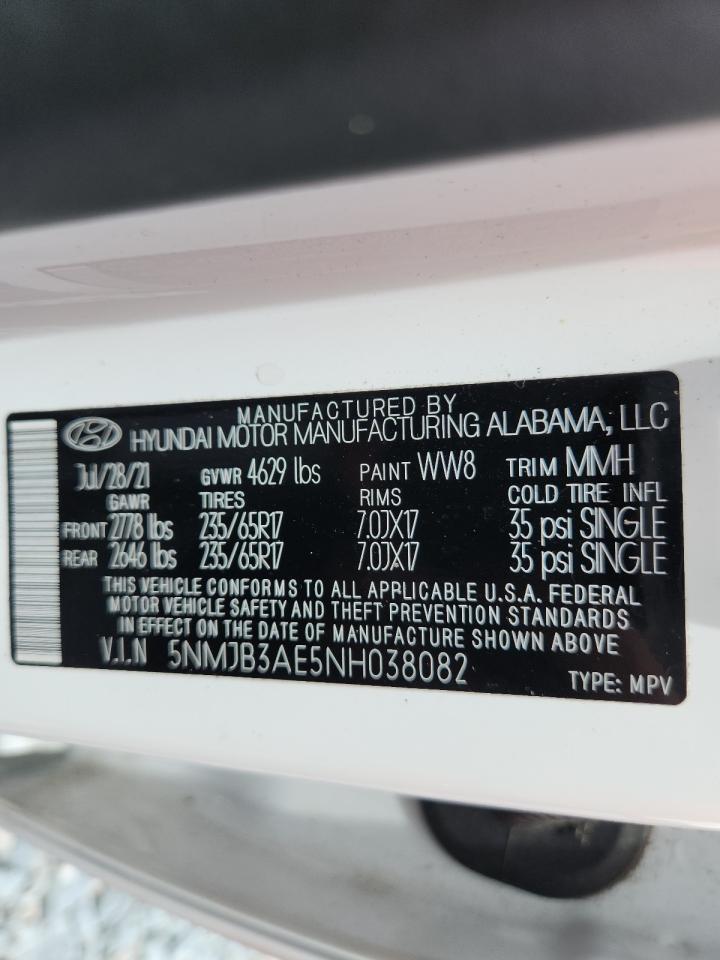 MANUFACTURED BY
HYUNDAI MOTOR MANUFACTURING ALABAMA, LLC
Jul/28/21 GVWR 4629 lbs PAINT WW8 TRIM MMH
GAWR TIRES RIMS COLD TIRE INFL
FRONT 2778 lbs 235/65R17 7.0JX17 35 psi SINGLE
REAR 2646 lbs 235/65R17 7.0JX17 35 psi SINGLE
THIS VEHICLE CONFORMS TO ALL APPLICABLE U.S.A. FEDERAL
MOTOR VEHICLE SAFETY AND THEFT PREVENTION STANDARDS
IN EFFECT ON THE DATE OF MANUFACTURE SHOWN ABOVE
V.I.N 5NMJB3AE5NH038082 TYPE: MPV